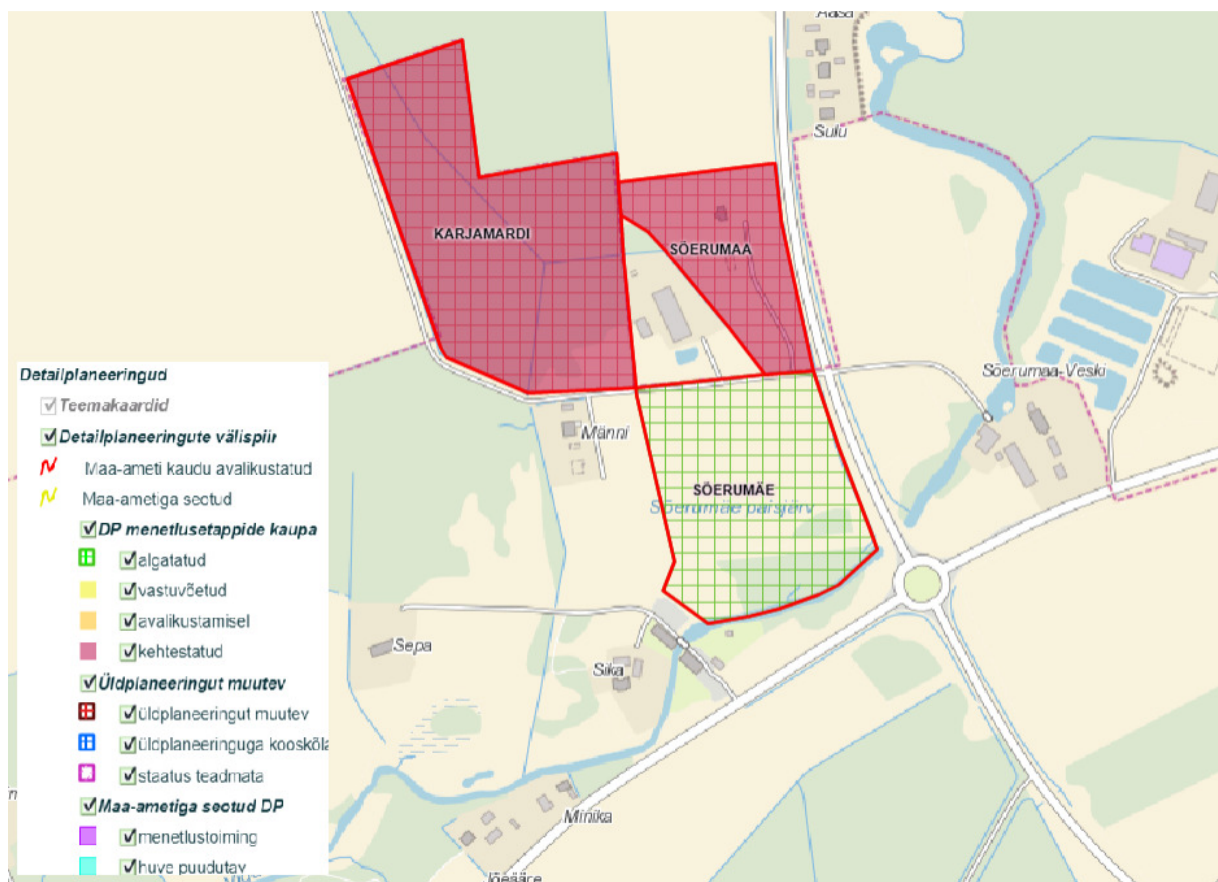 Aasa
Sulu
KARJAMARDI
SÕERUMAA
Sõerumaa-Veski
Männi
SÕERUMÄE
Sõerumäe paisjärv
Sepa
Sika
Minika
Jõeääre
Detailplaneeringud
Teemakaardid
Detailplaneeringute välispiir
Maa-ameti kaudu avalikustatud
Maa-ametiga seotud
DP menetlusetappide kaupa
algatatud
vastuvõetud
avalikustamisel
kehtestatud
Üldplaneeringut muutev
üldplaneeringut muutev
üldplaneeringuga kooskõla
staatus teadmata
Maa-ametiga seotud DP
menetlustoiming
huve puudutav